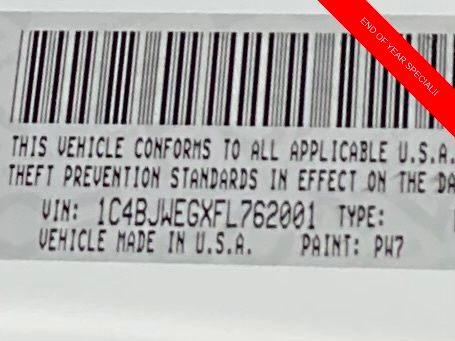 END OF YEAR SPECIAL!!
THIS VEHICLE CONFORMS TO ALL APPLICABLE U.S.A.
THEFT PREVENTION STANDARDS IN EFFECT ON THE DA
VIN: 1C4BJWEGXFL762001 TYPE:
VEHICLE MADE IN U.S.A. PAINT: PW7